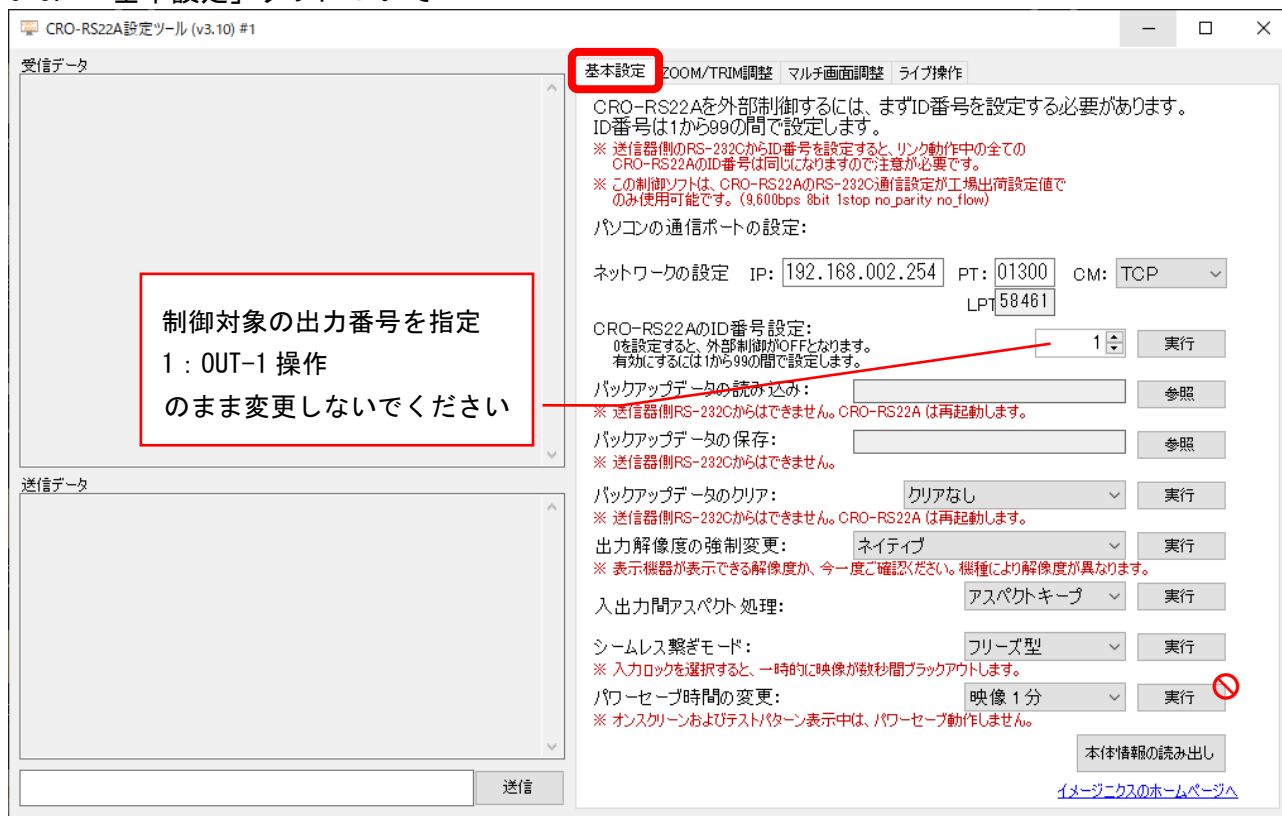 CRO-RS22A設定ツール (v3.10) #1
受信データ
基本設定 ZOOM/TRIM調整 マルチ画面調整 ライブ操作
CRO-RS22Aを外部制御するには、まずID番号を設定する必要があります。
ID番号は1から99の間で設定します。
※ 送信器側のRS-232CからID番号を設定すると、リンク動作中の全ての
CRO-RS22AのID番号は同じになりますので注意が必要です。
※ この制御ソフトは、CRO-RS22AのRS-232C通信設定が工場出荷設定値で
のみ使用可能です。(9,600bps 8bit 1stop no_parity no_flow)
パソコンの通信ポートの設定:
ネットワークの設定 IP: 192.168.002.254 PT: 01300 CM: TCP
LPT 58461
制御対象の出力番号を指定
1：OUT-1 操作
のまま変更しないでください
CRO-RS22AのID番号設定:
0を設定すると、外部制御がOFFとなります。
有効にするには1から99の間で設定します。
1 実行
バックアップデータの読み込み: 参照
※ 送信器側RS-232Cからはできません。CRO-RS22A は再起動します。
バックアップデータの保存: 参照
※ 送信器側RS-232Cからはできません。
送信データ
バックアップデータのクリア: クリアなし 実行
※ 送信器側RS-232Cからはできません。CRO-RS22A は再起動します。
出力解像度の強制変更: ネイティブ 実行
※ 表示機器が表示できる解像度か、今一度ご確認ください。機種により解像度が異なります。
入出力間アスペクト処理: アスペクトキープ 実行
シームレス繋ぎモード: フリーズ型 実行
※ 入力ロックを選択すると、一時的に映像が数秒間ブラックアウトします。
パワーセーブ時間の変更: 映像 1 分 実行
※ オンスクリーンおよびテストパターン表示中は、パワーセーブ動作しません。
本体情報の読み出し
送信
イメージニクスのホームページへ